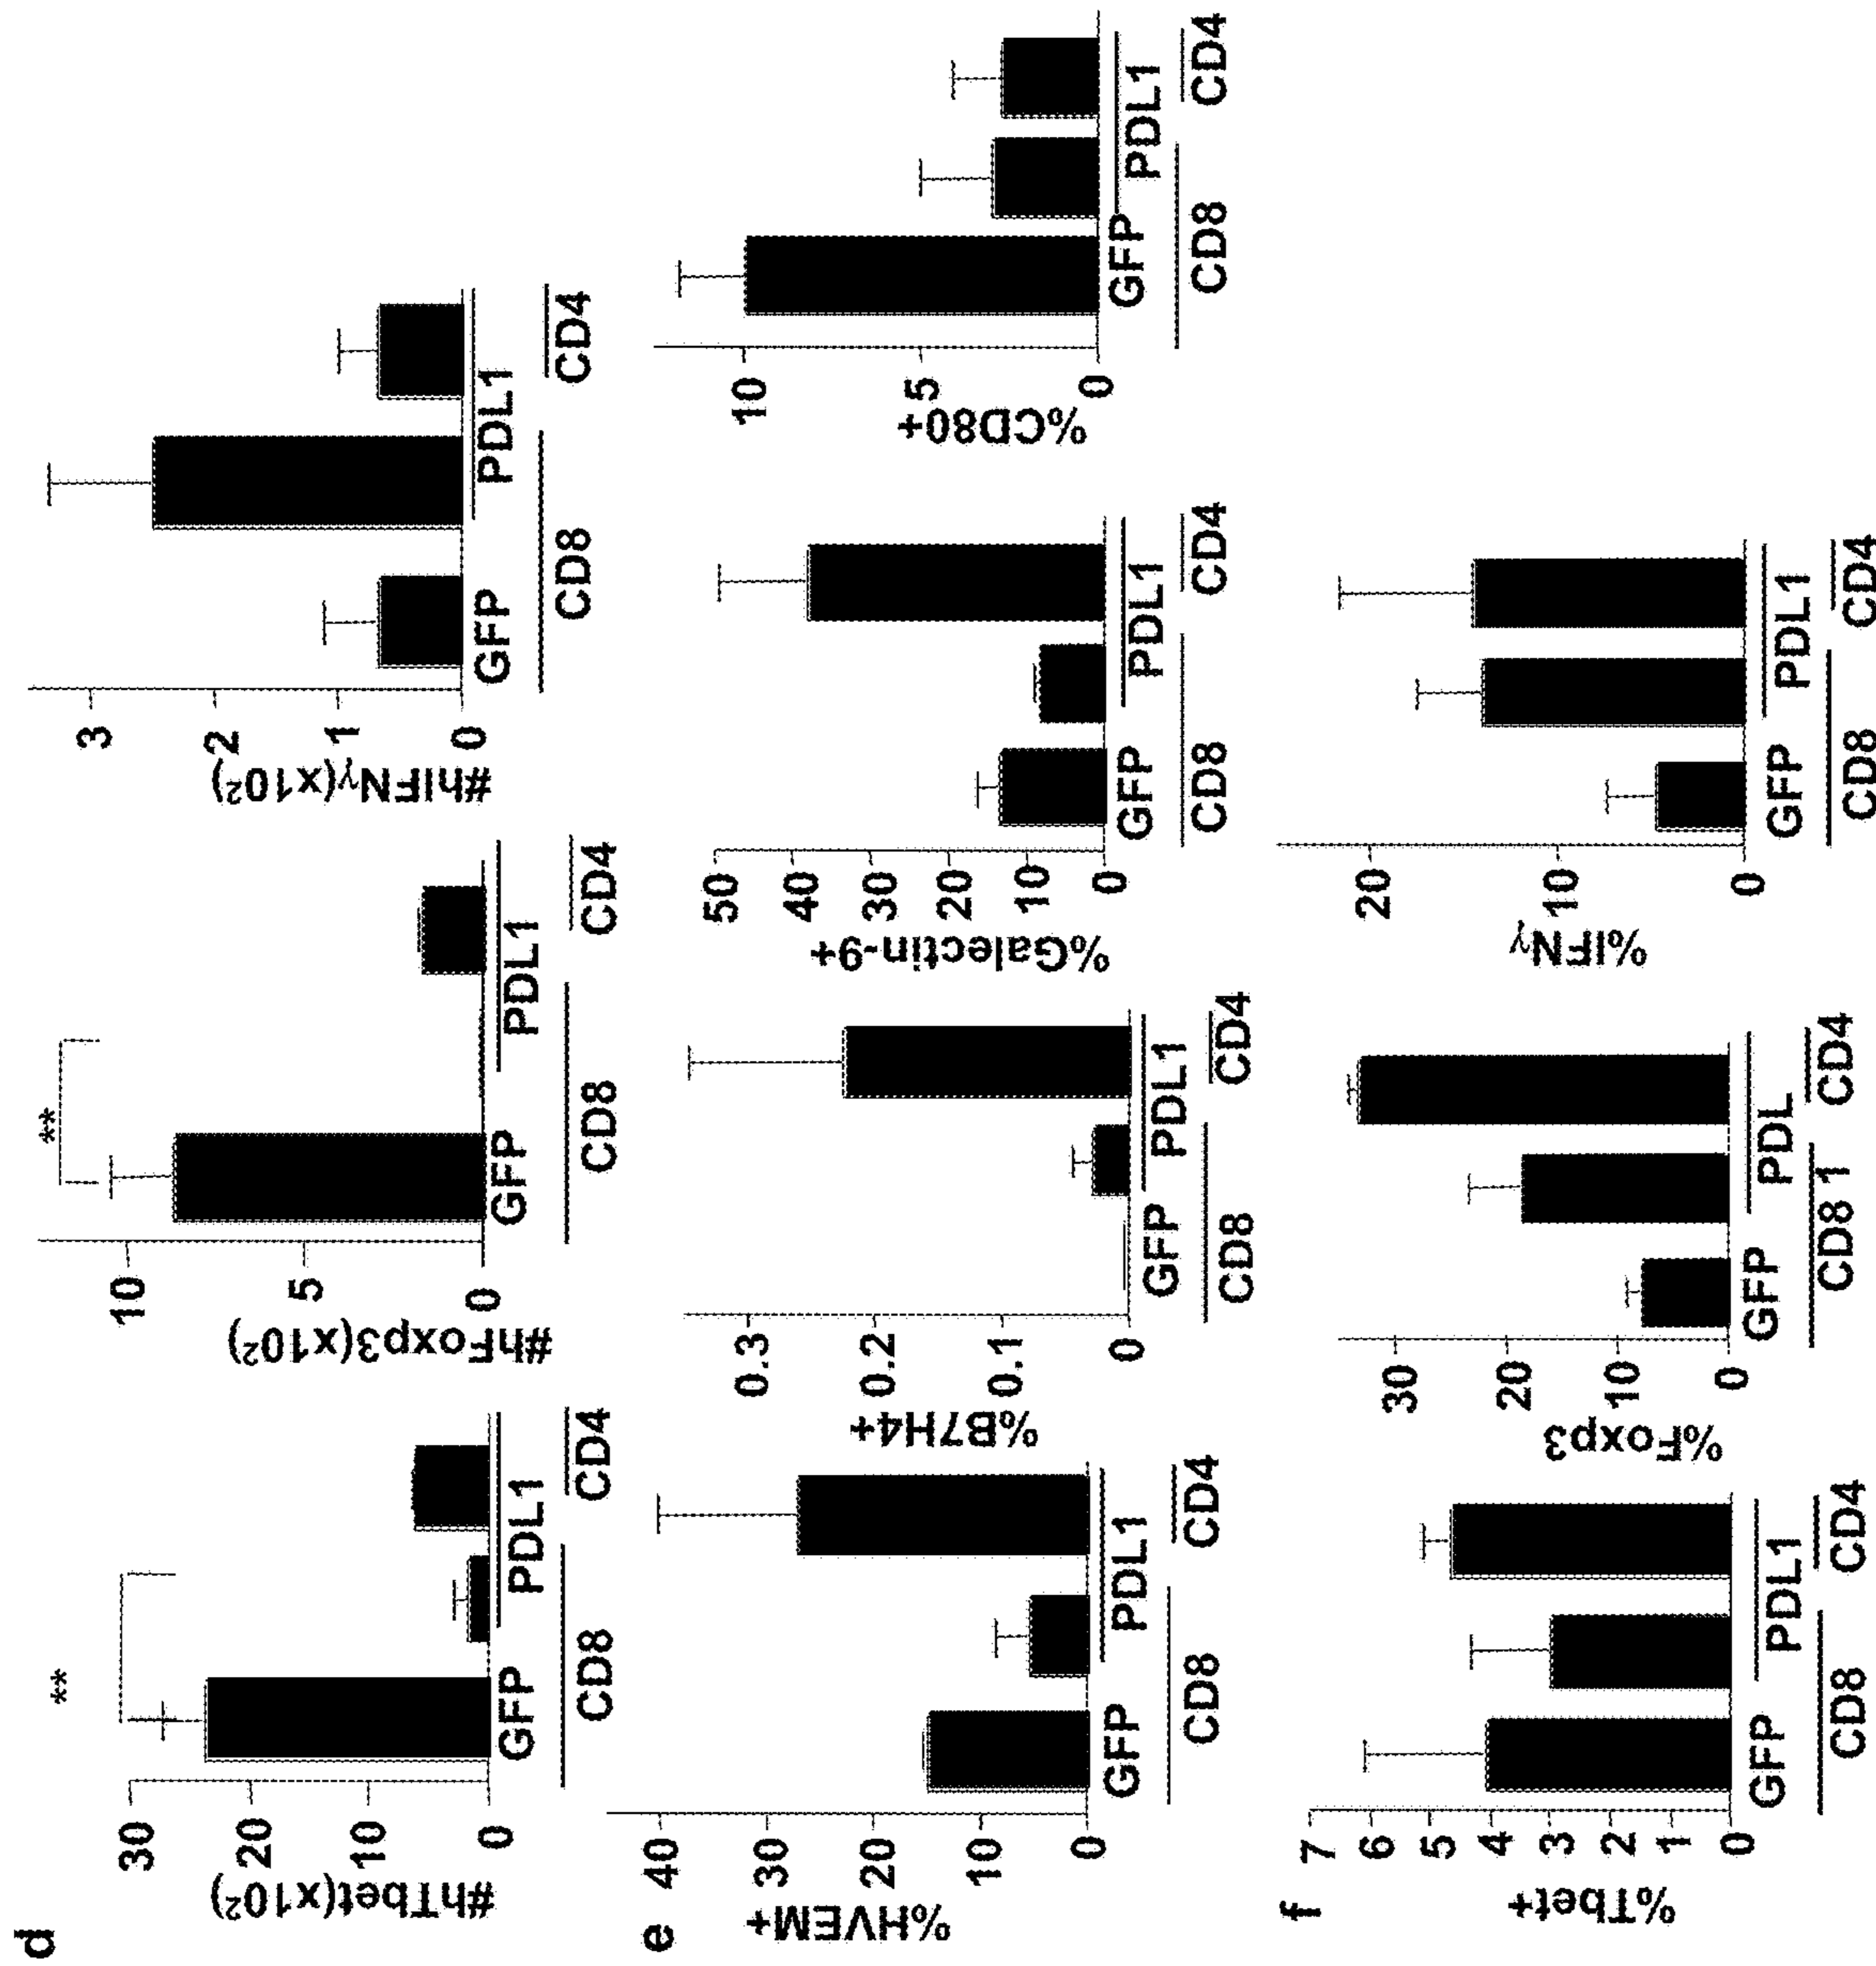 d
#hTbet(x10²)
30
20
10
0
**
GFP
PDL1
CD8
CD4
#hFoxp3(x10²)
10
5
0
**
GFP
PDL1
CD8
CD4
#hIFNγ(x10²)
3
2
1
0
GFP
PDL1
CD8
CD4
e
%HVEM+
40
30
20
10
0
GFP
PDL1
CD8
CD4
%B7H4+
0.3
0.2
0.1
0
GFP
PDL1
CD8
CD4
%Galectin-9+
50
40
30
20
10
0
GFP
PDL1
CD8
CD4
%CD80+
10
5
0
GFP
PDL1
CD8
CD4
f
%Tbet+
7
6
5
4
3
2
1
0
GFP
PDL1
CD8
CD4
%Foxp3
30
20
10
0
GFP
PDL
CD8 1
CD4
%IFNγ
20
10
0
GFP
PDL1
CD8
CD4